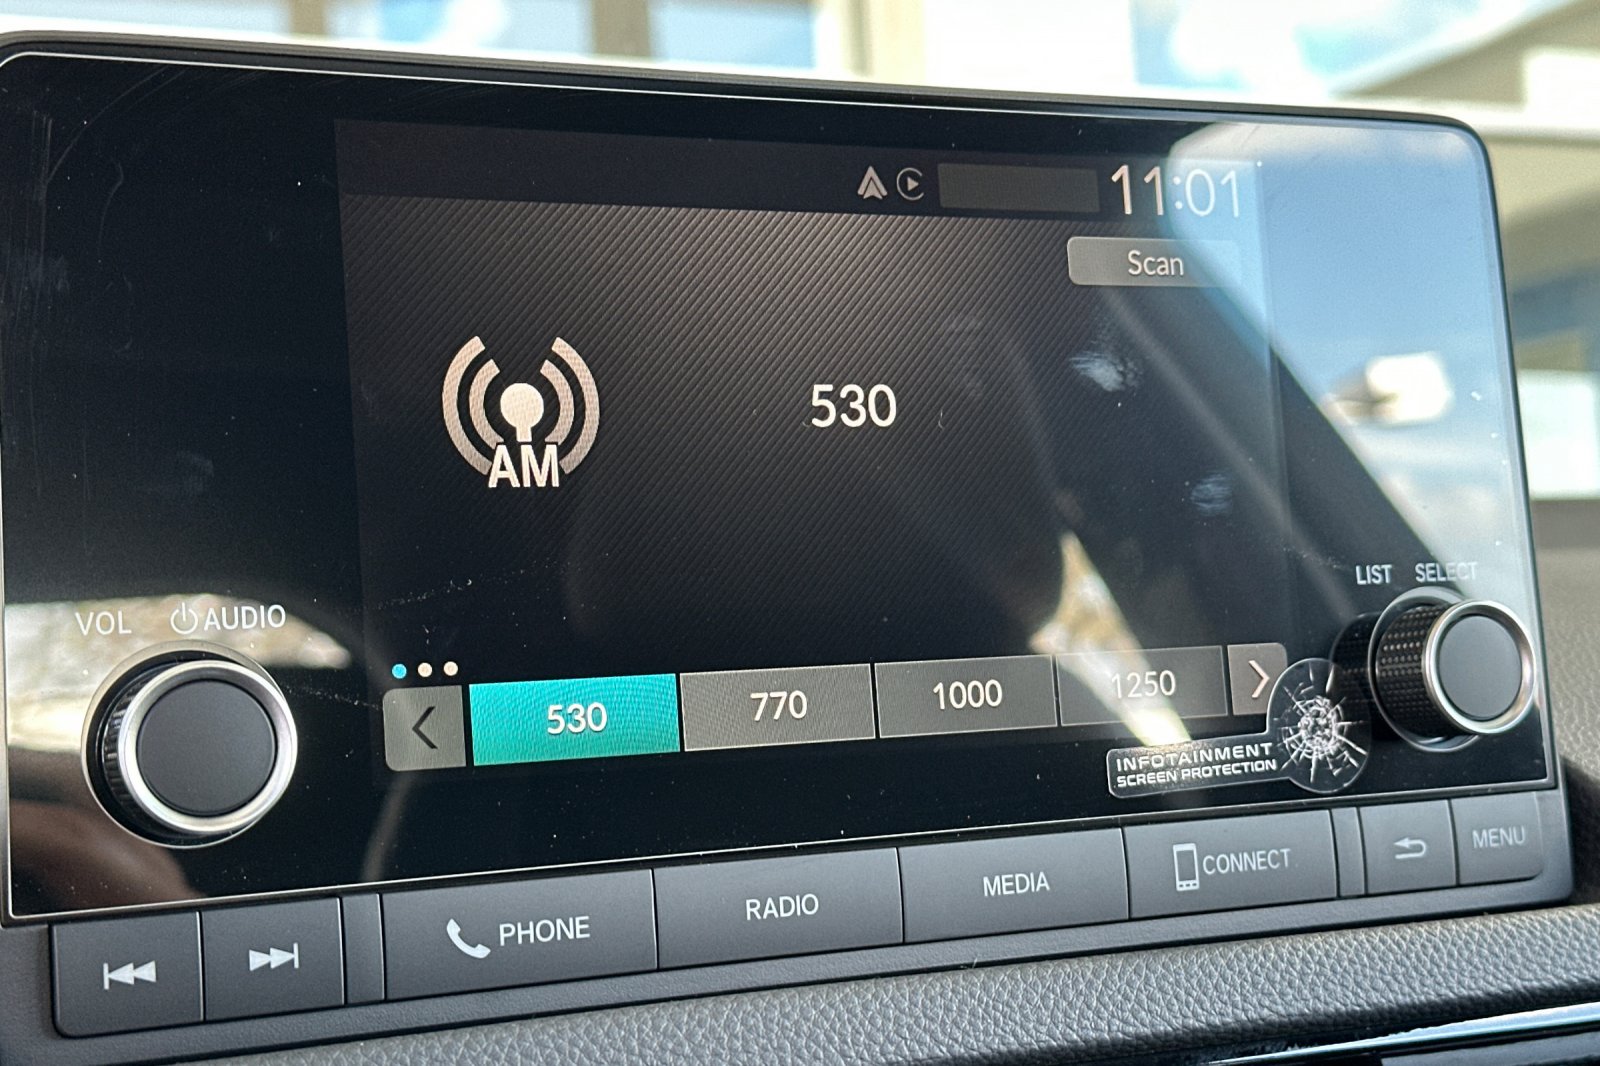 11:01
Scan
530
AM
LIST SELECT
VOL AUDIO
530 770 1000 1250
INFOTAINMENT
SCREEN PROTECTION
PHONE RADIO MEDIA CONNECT MENU